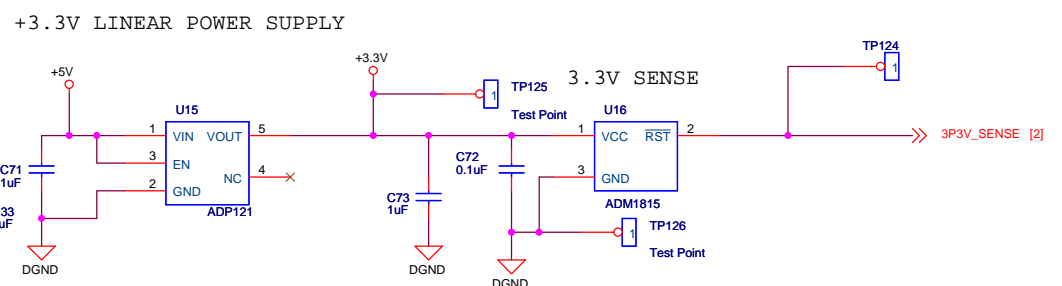 +3.3V LINEAR POWER SUPPLY
TP124
1
+5V
+3.3V
TP125
1
Test Point
3.3V SENSE
U15
U16
1 VIN VOUT 5
3 EN
2 GND
NC 4
ADP121
1 VCC RST 2
3 GND
ADM1815
3P3V_SENSE [2]
C71
1uF
33
uF
C72
0.1uF
C73
1uF
TP126
1
Test Point
DGND
DGND
DGND